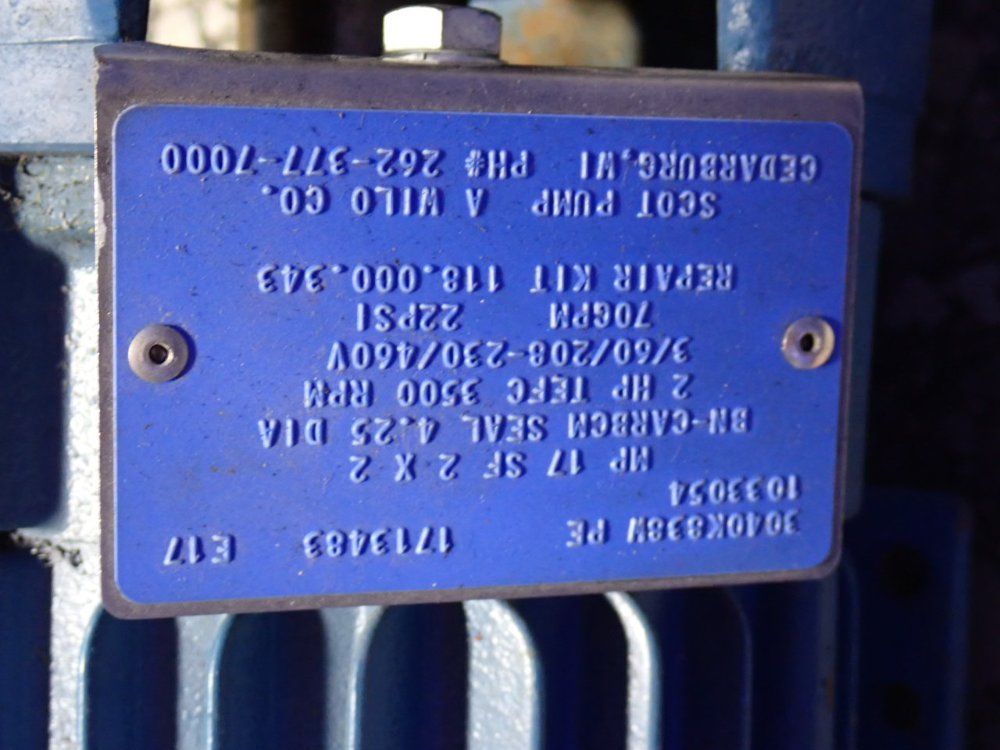 3040K838W PE 1713483 E17
1033054
MP 17 SF 2 X 2
BN-CARBCM SEAL 4.25 DIA
2 HP TEFC 3500 RPM
3/60/208-230/460V
70GPM 22PSI
REPAIR KIT 118.000.343
SCOT PUMP A WILO CO.
CEDARBURG,WI PH# 262-377-7000